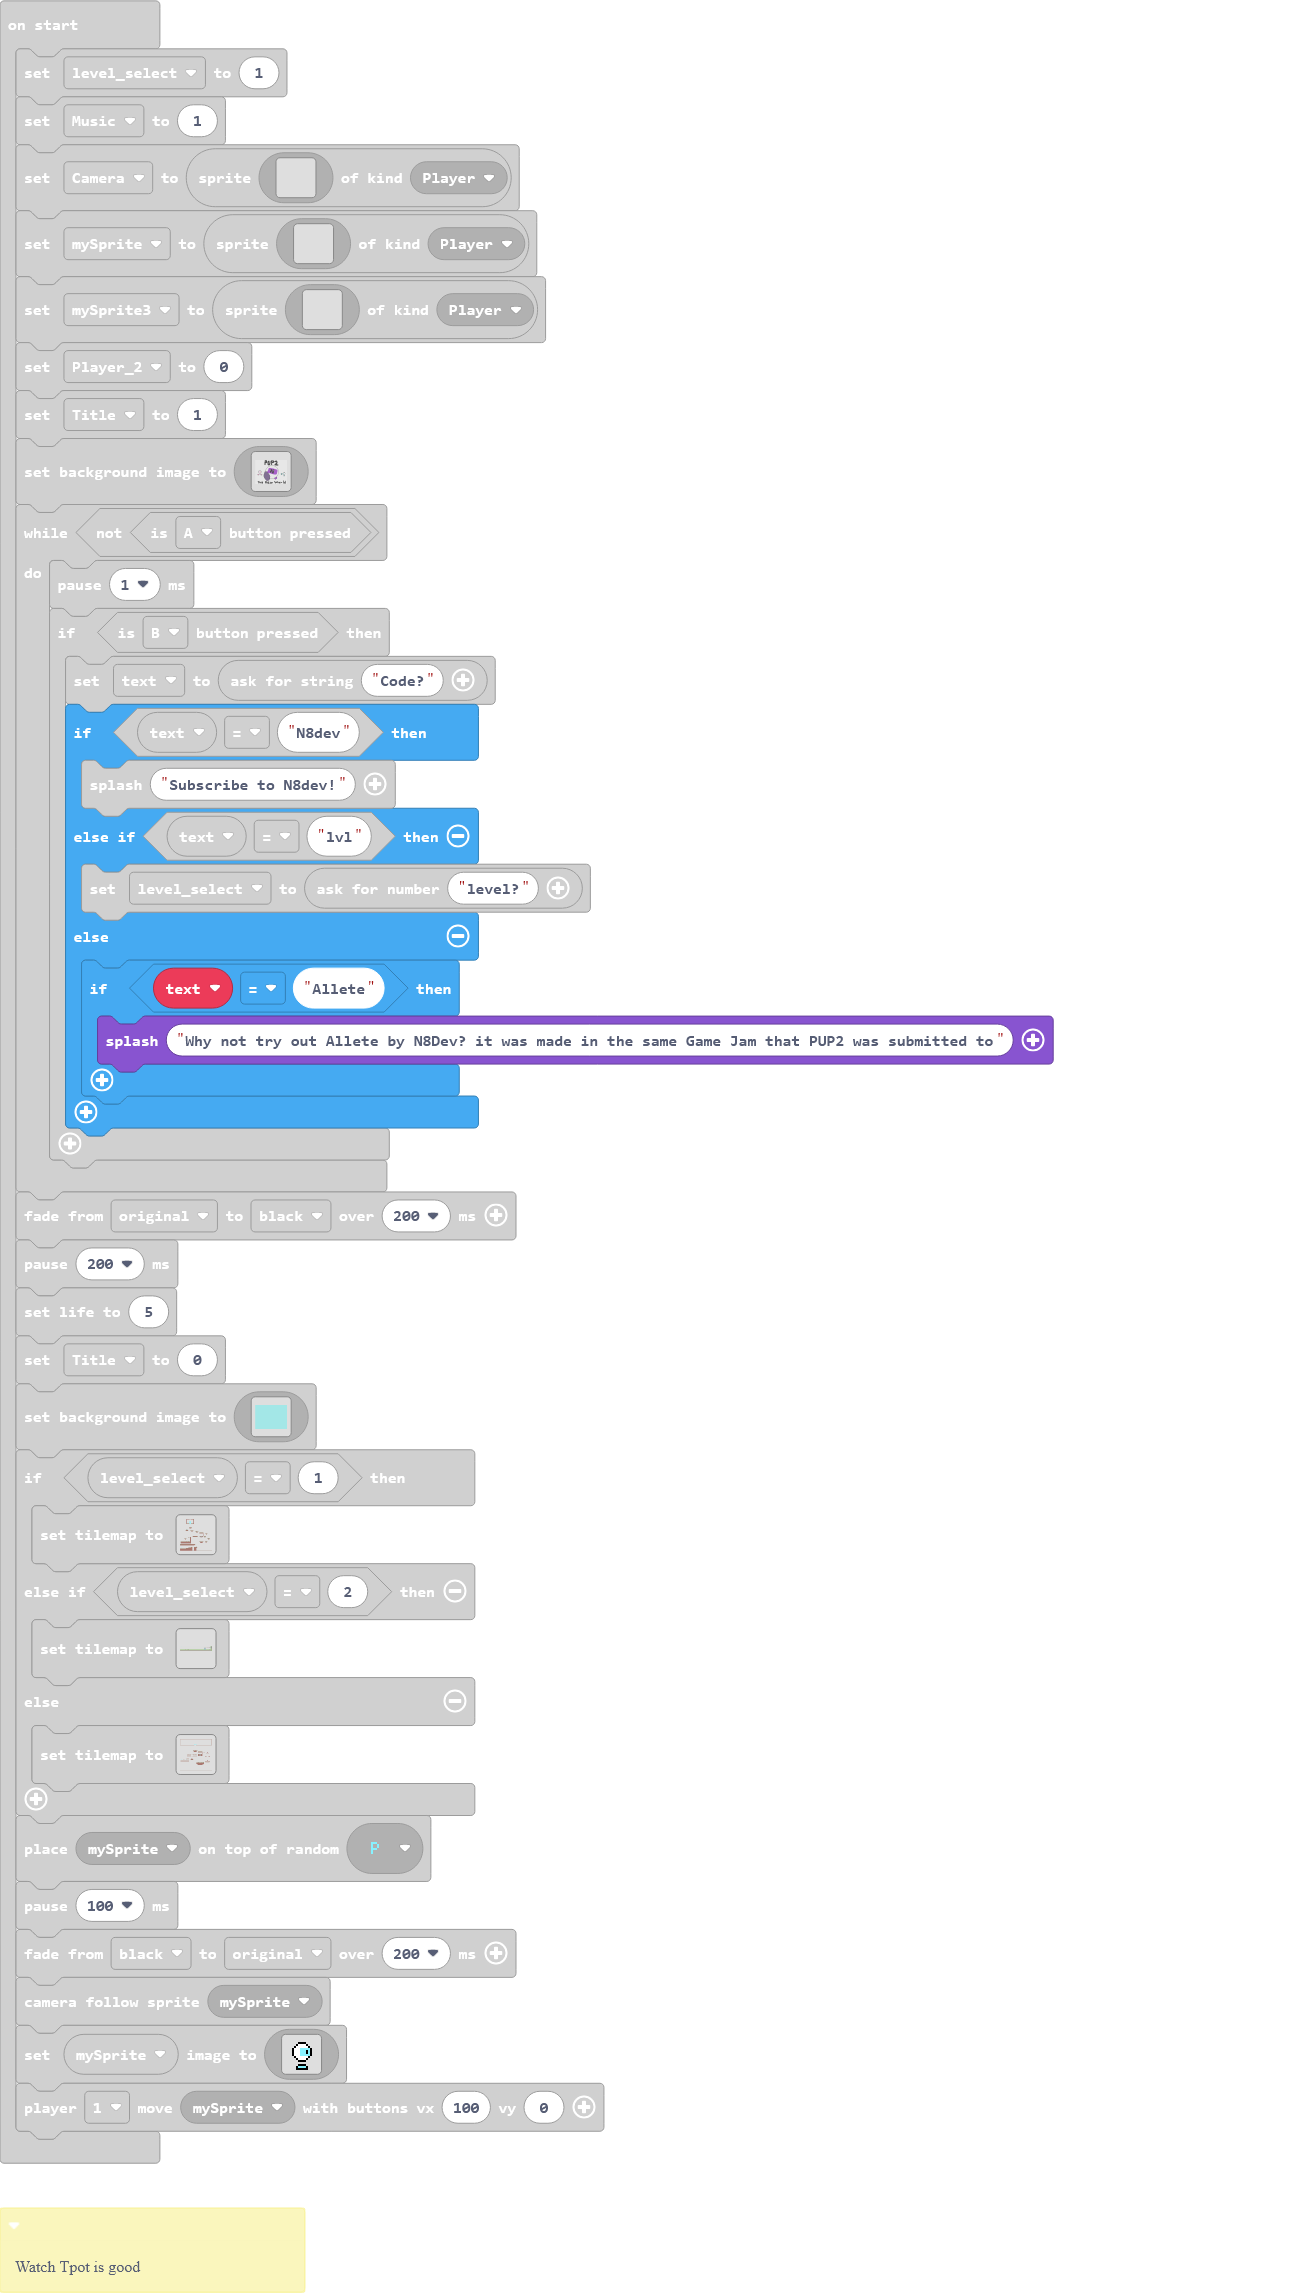 on start
set level_select to 1
set Music to 1
set Camera to sprite of kind Player
set mySprite to sprite of kind Player
set mySprite3 to sprite of kind Player
set Player_2 to 0
set Title to 1
set background image to PUP2
while not is A button pressed
do
pause 1 ms
if is B button pressed then
set text to ask for string "Code?"
if text = "N8dev" then
splash "Subscribe to N8dev!"
else if text = "lvl" then
set level_select to ask for number "level?"
else
if text = "Allete" then
splash "Why not try out Allete by N8Dev? it was made in the same Game Jam that PUP2 was submitted to"
fade from original to black over 200 ms
pause 200 ms
set life to 5
set Title to 0
set background image to
if level_select = 1 then
set tilemap to
else if level_select = 2 then
set tilemap to
else
set tilemap to
place mySprite on top of random P
pause 100 ms
fade from black to original over 200 ms
camera follow sprite mySprite
set mySprite image to
player 1 move mySprite with buttons vx 100 vy 0
Watch Tpot is good